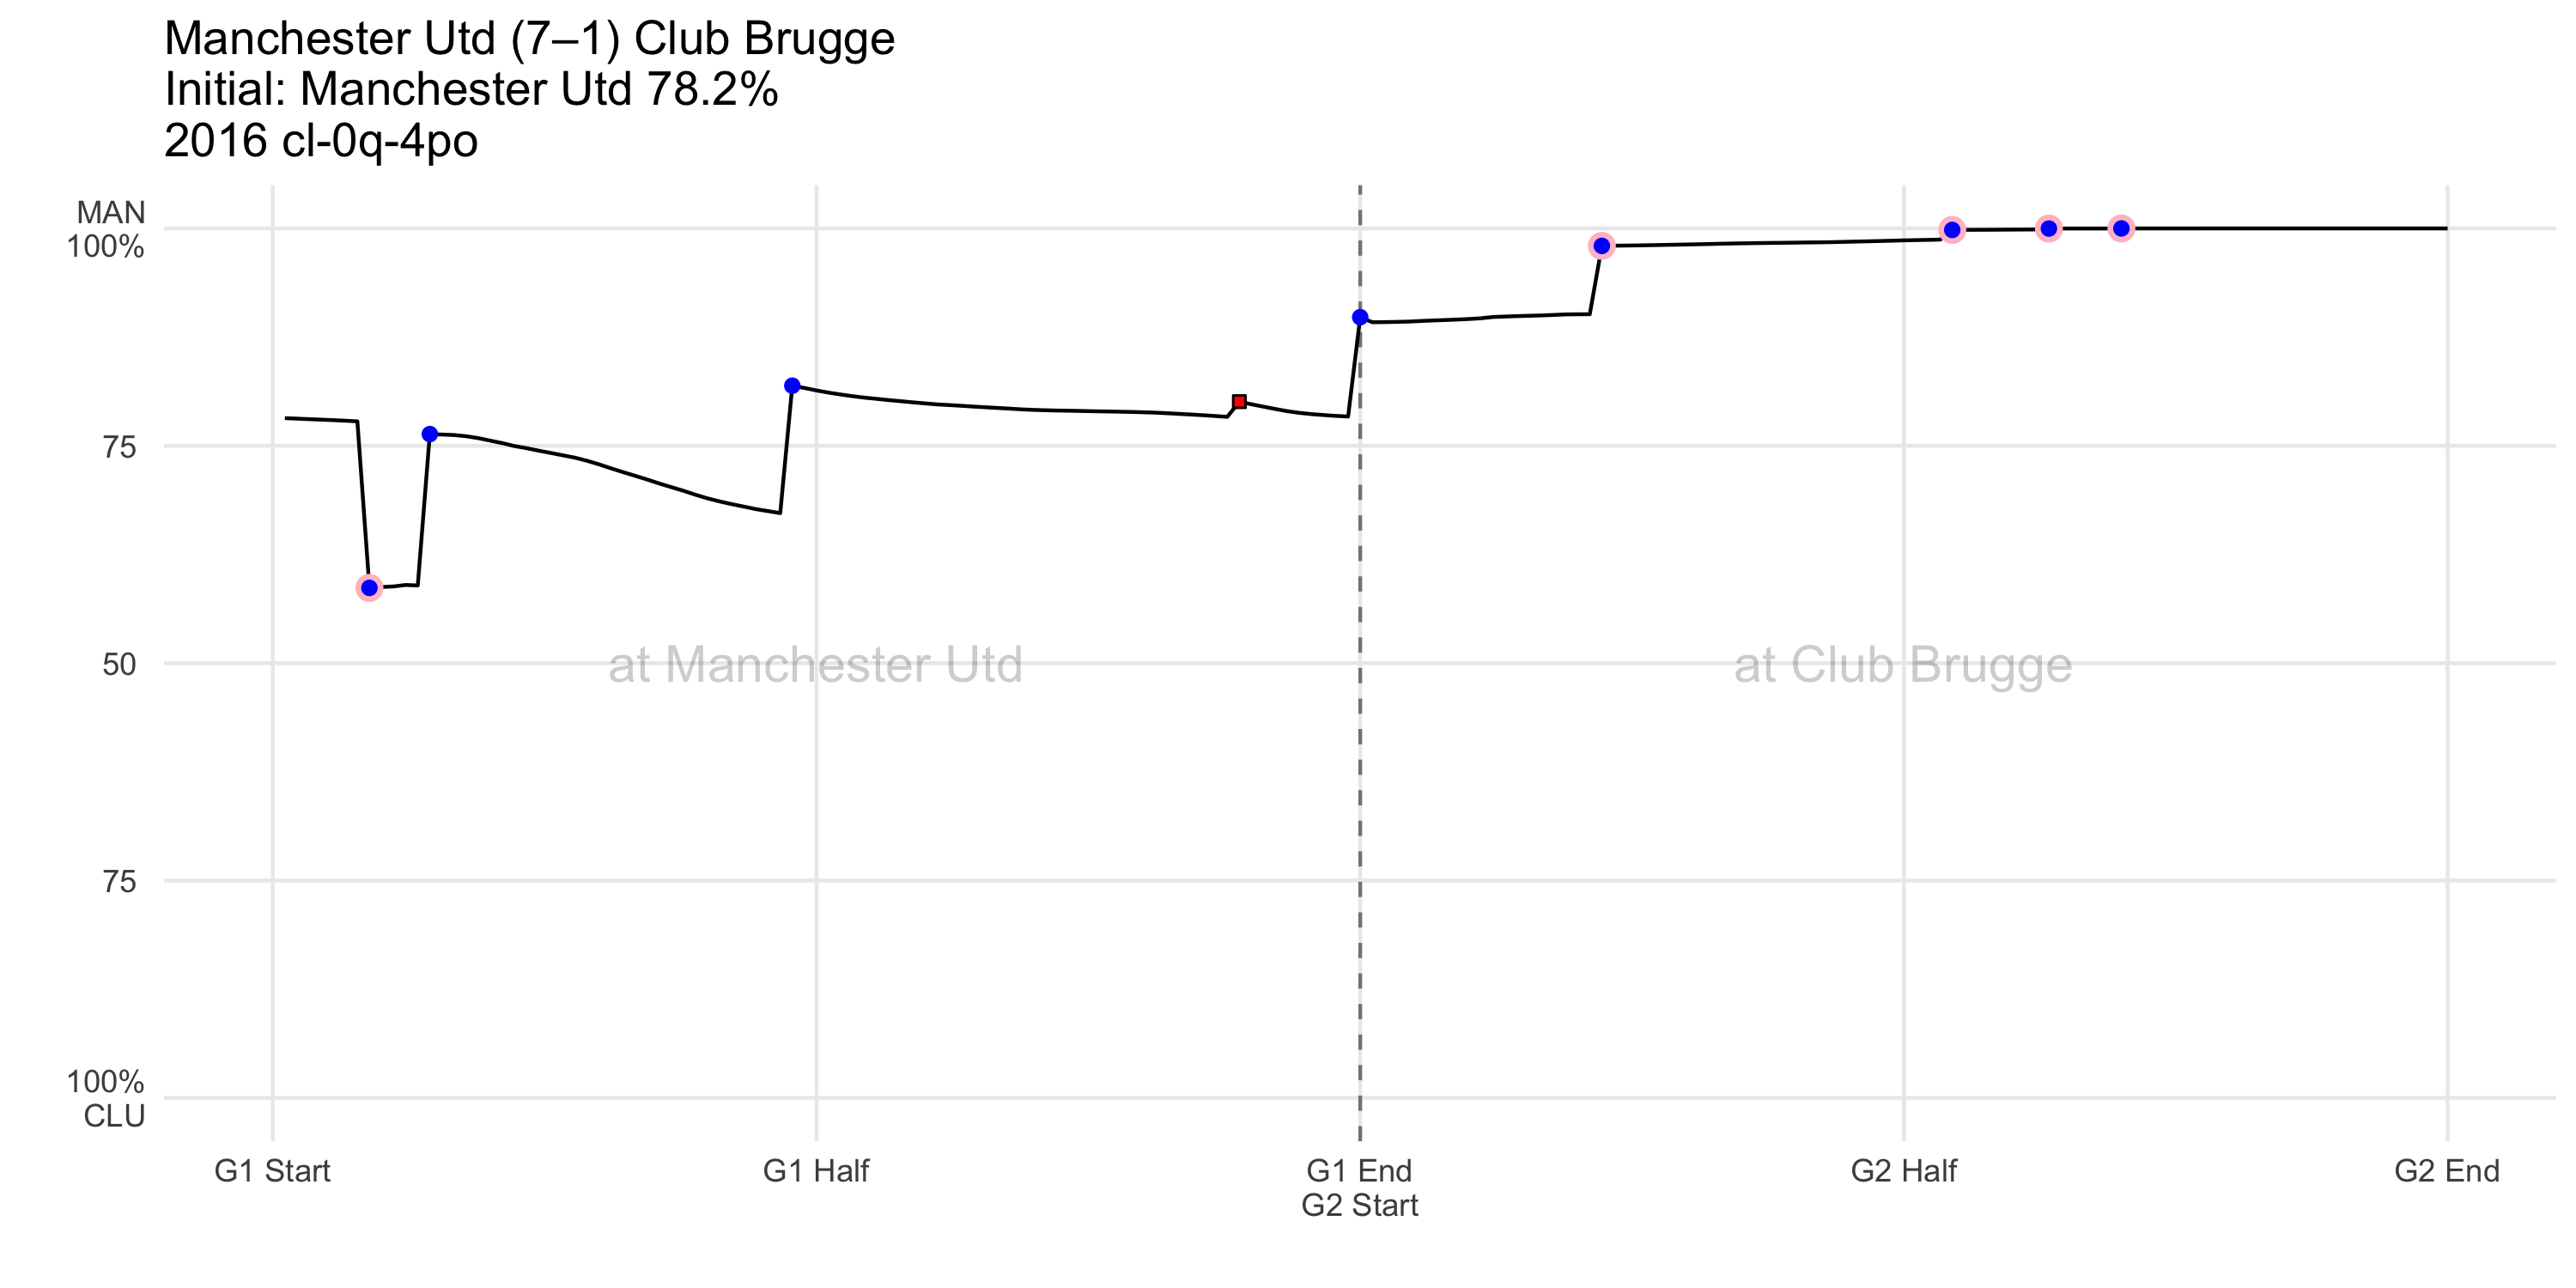 Manchester Utd (7–1) Club Brugge
Initial: Manchester Utd 78.2%
2016 cl-0q-4po
MAN
100%
75
50
75
100%
CLU
at Manchester Utd
at Club Brugge
G1 Start
G1 Half
G1 End
G2 Start
G2 Half
G2 End